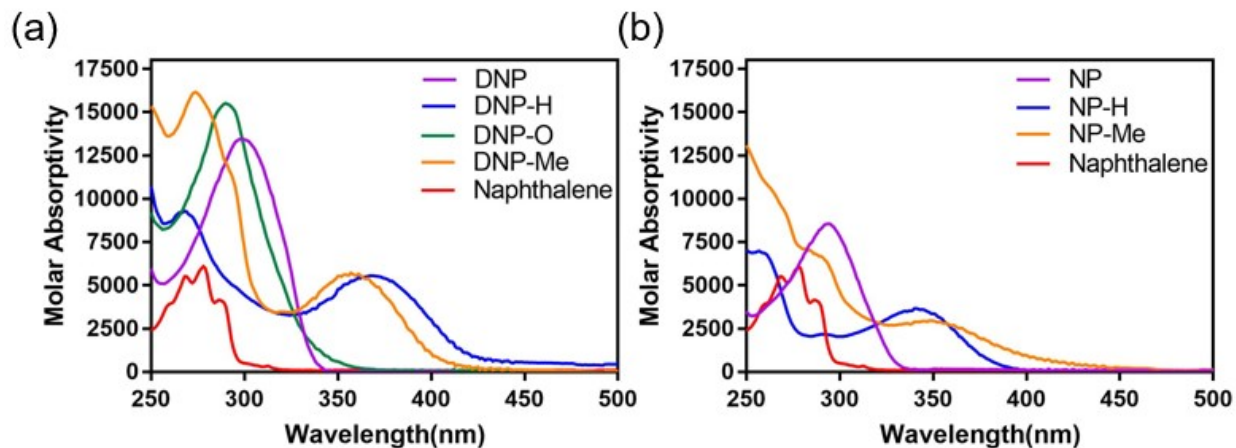 (a)
17500
15000
12500
10000
7500
5000
2500
0
Molar Absorptivity
DNP
DNP-H
DNP-O
DNP-Me
Naphthalene
250 300 350 400 450 500
Wavelength(nm)
(b)
17500
15000
12500
10000
7500
5000
2500
0
Molar Absorptivity
NP
NP-H
NP-Me
Naphthalene
250 300 350 400 450 500
Wavelength(nm)